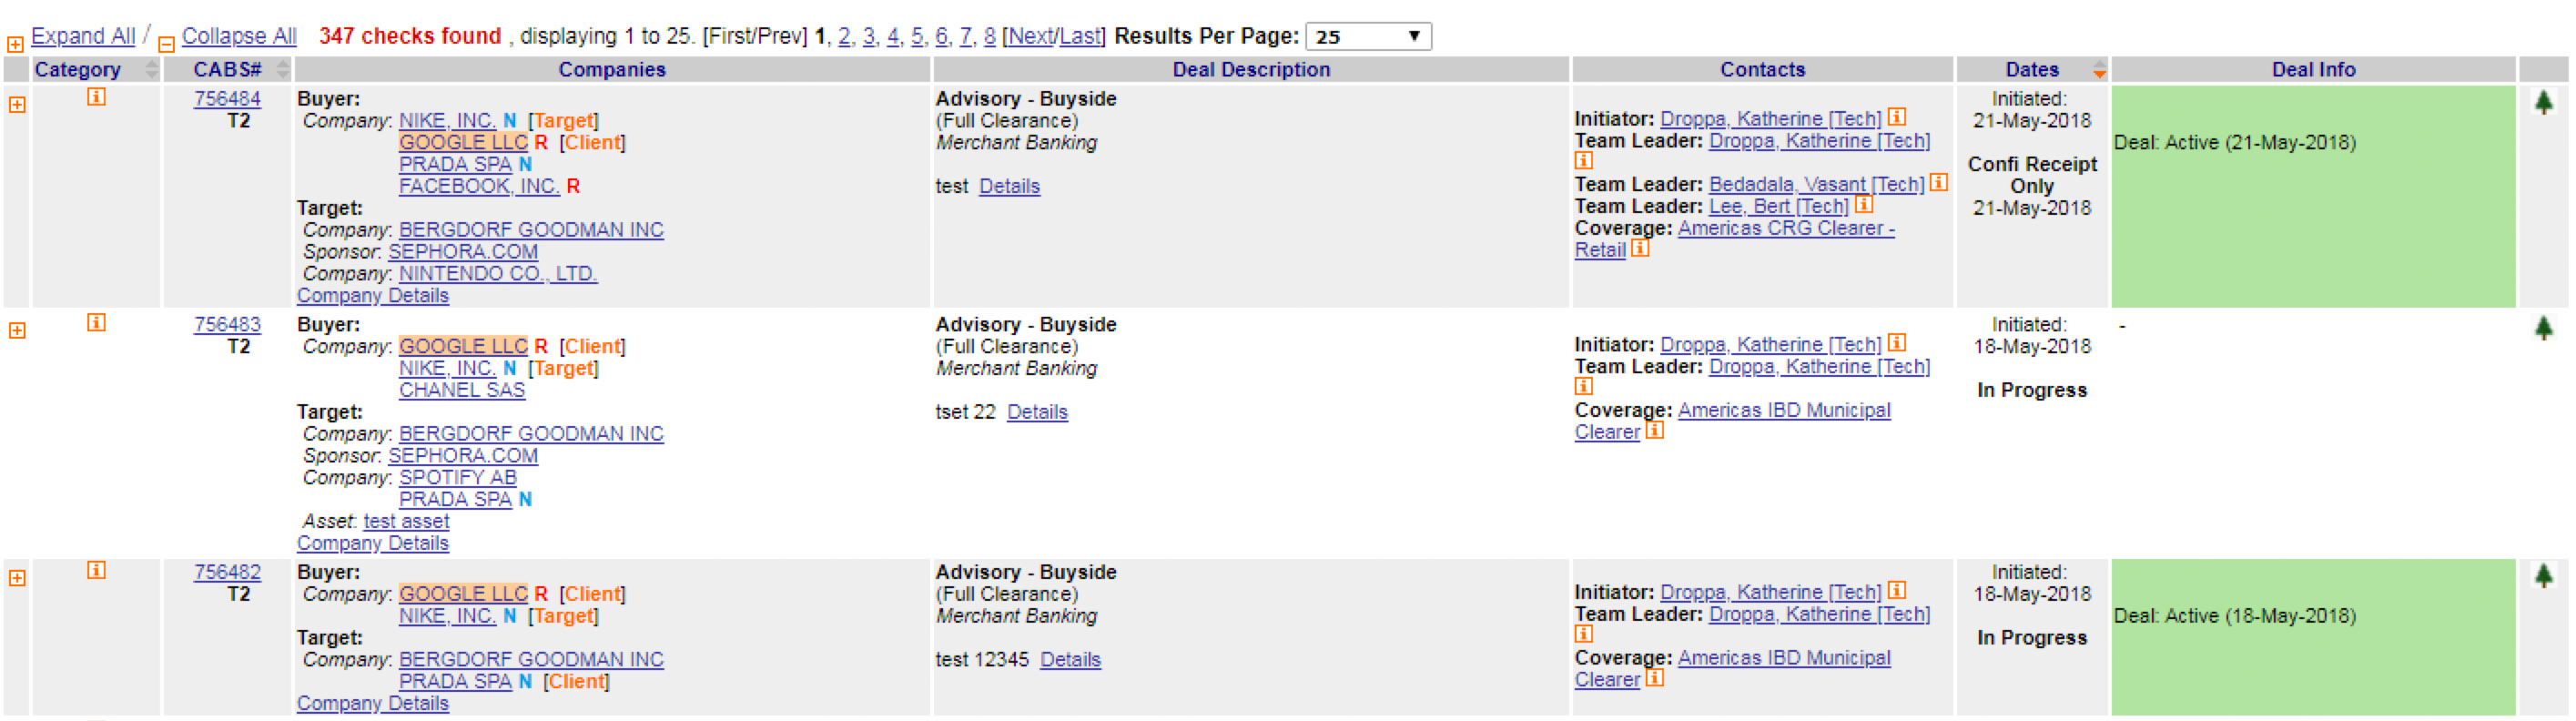 Expand All / Collapse All 347 checks found , displaying 1 to 25. [First/Prev] 1, 2, 3, 4, 5, 6, 7, 8 [Next/Last] Results Per Page: 25
Category CABS# Companies Deal Description Contacts Dates Deal Info
756484
T2
Buyer:
Company: NIKE, INC. N [Target]
GOOGLE LLC R [Client]
PRADA SPA N
FACEBOOK, INC. R
Target:
Company: BERGDORF GOODMAN INC
Sponsor: SEPHORA.COM
Company: NINTENDO CO., LTD.
Company Details
Advisory - Buyside
(Full Clearance)
Merchant Banking
test Details
Initiator: Droppa, Katherine [Tech]
Team Leader: Droppa, Katherine [Tech]
Team Leader: Bedadala, Vasant [Tech]
Team Leader: Lee, Bert [Tech]
Coverage: Americas CRG Clearer -
Retail
Initiated:
21-May-2018
Confi Receipt
Only
21-May-2018
Deal: Active (21-May-2018)
756483
T2
Buyer:
Company: GOOGLE LLC R [Client]
NIKE, INC. N [Target]
CHANEL SAS
Target:
Company: BERGDORF GOODMAN INC
Sponsor: SEPHORA.COM
Company: SPOTIFY AB
PRADA SPA N
Asset: test asset
Company Details
Advisory - Buyside
(Full Clearance)
Merchant Banking
tset 22 Details
Initiator: Droppa, Katherine [Tech]
Team Leader: Droppa, Katherine [Tech]
Coverage: Americas IBD Municipal
Clearer
Initiated:
18-May-2018
In Progress
-
756482
T2
Buyer:
Company: GOOGLE LLC R [Client]
NIKE, INC. N [Target]
Target:
Company: BERGDORF GOODMAN INC
PRADA SPA N [Client]
Company Details
Advisory - Buyside
(Full Clearance)
Merchant Banking
test 12345 Details
Initiator: Droppa, Katherine [Tech]
Team Leader: Droppa, Katherine [Tech]
Coverage: Americas IBD Municipal
Clearer
Initiated:
18-May-2018
In Progress
Deal: Active (18-May-2018)